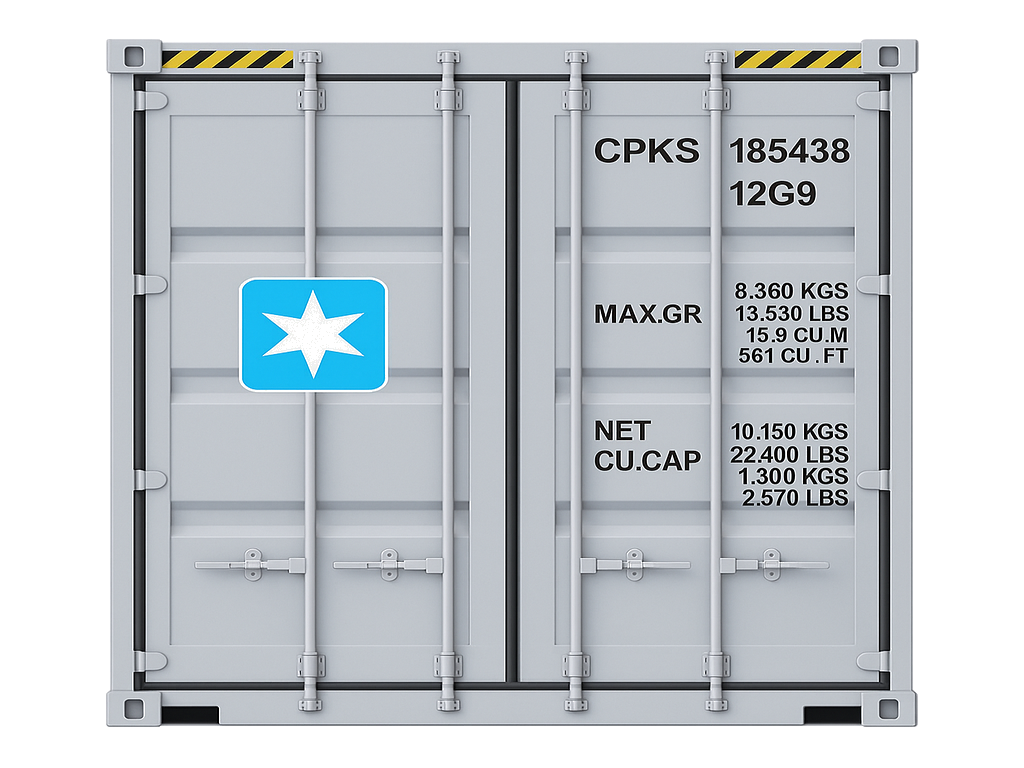 CPKS 185438
12G9
MAX.GR 8.360 KGS
13.530 LBS
15.9 CU.M
561 CU.FT
NET 10.150 KGS
CU.CAP 22.400 LBS
1.300 KGS
2.570 LBS